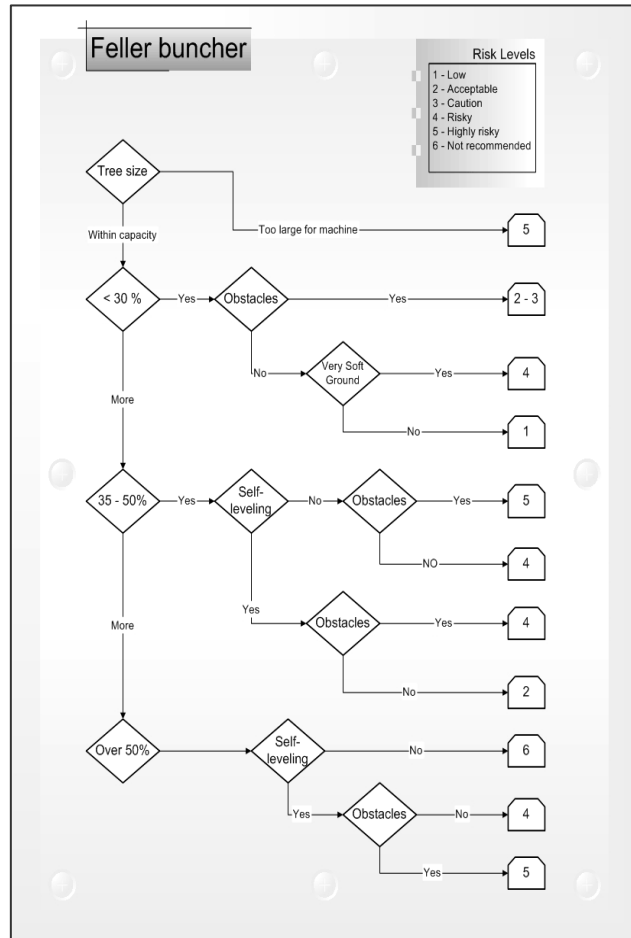 Feller buncher
Risk Levels
1 - Low
2 - Acceptable
3 - Caution
4 - Risky
5 - Highly risky
6 - Not recommended
Tree size
Too large for machine
5
Within capacity
< 30 %
Yes
Obstacles
Yes
2 - 3
No
Very Soft
Ground
Yes
4
More
No
1
35 - 50%
Yes
Self-
leveling
No
Obstacles
Yes
5
NO
4
Yes
More
Obstacles
Yes
4
No
2
Over 50%
Self-
leveling
No
6
Yes
Obstacles
No
4
Yes
5